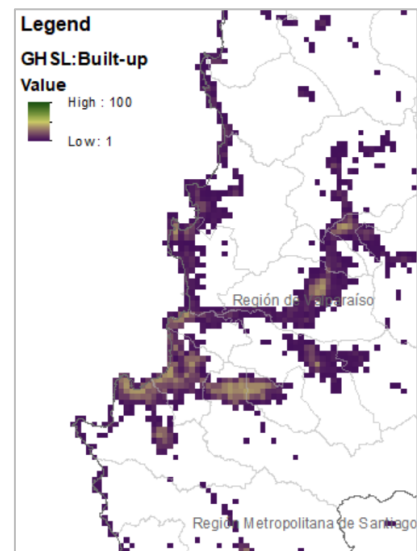 Legend
GHSL:Built-up
Value
High : 100
Low : 1
Región de Valparaíso
Región Metropolitana de Santiago